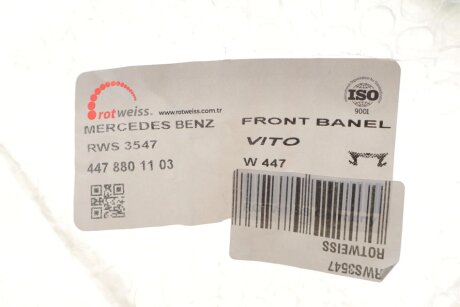 rotweiss. www.rotweiss.com.tr
MERCEDES BENZ
RWS 3547
447 880 11 03
ISO
9001
FRONT BANEL
VITO
W 447
ROTWEISS
RWS3547